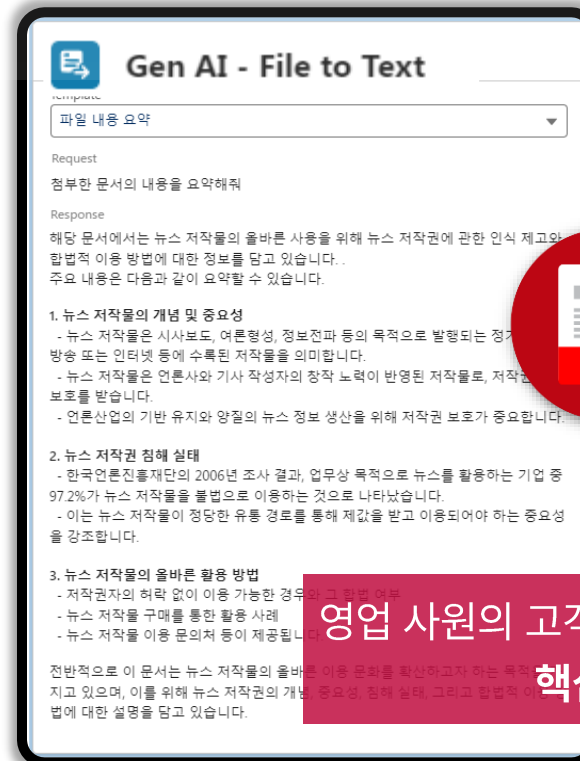 Gen AI - File to Text
Template
파일 내용 요약
Request
첨부한 문서의 내용을 요약해줘
Response
해당 문서에서는 뉴스 저작물의 올바른 사용을 위해 뉴스 저작권에 관한 인식 제고와
합법적 이용 방법에 대한 정보를 담고 있습니다. .
주요 내용은 다음과 같이 요약할 수 있습니다.
1. 뉴스 저작물의 개념 및 중요성
- 뉴스 저작물은 시사보도, 여론형성, 정보전파 등의 목적으로 발행되는
방송 또는 인터넷 등에 수록된 저작물을 의미합니다.
- 뉴스 저작물은 언론사와 기사 작성자의 창작 노력이 반영된 저작물로,
보호를 받습니다.
- 언론산업의 기반 유지와 양질의 뉴스 정보 생산을 위해 저작권 보호가 중요합니다.
2. 뉴스 저작권 침해 실태
- 한국언론진흥재단의 2006년 조사 결과, 업무상 목적으로 뉴스를 활용하는 기업 중
97.2%가 뉴스 저작물을 불법으로 이용하는 것으로 나타났습니다.
- 이는 뉴스 저작물이 정당한 유통 경로를 통해 제값을 받고 이용되어야 하는 중요성
을 강조합니다.
3. 뉴스 저작물의 올바른 활용 방법
- 저작권자의 허락 없이 이용 가능한 경우와 그 합법 여부
- 뉴스 저작물 구매를 통한 활용 사례
- 뉴스 저작물 이용 문의처 등이 제공됩니다.
전반적으로 이 문서는 뉴스 저작물의 올바른 이용 문화를 확산하고자 하는
지고 있으며, 이를 위해 뉴스 저작권의 개념, 중요성, 침해 실태, 그리고 합법적
법에 대한 설명을 담고 있습니다.
영업 사원의